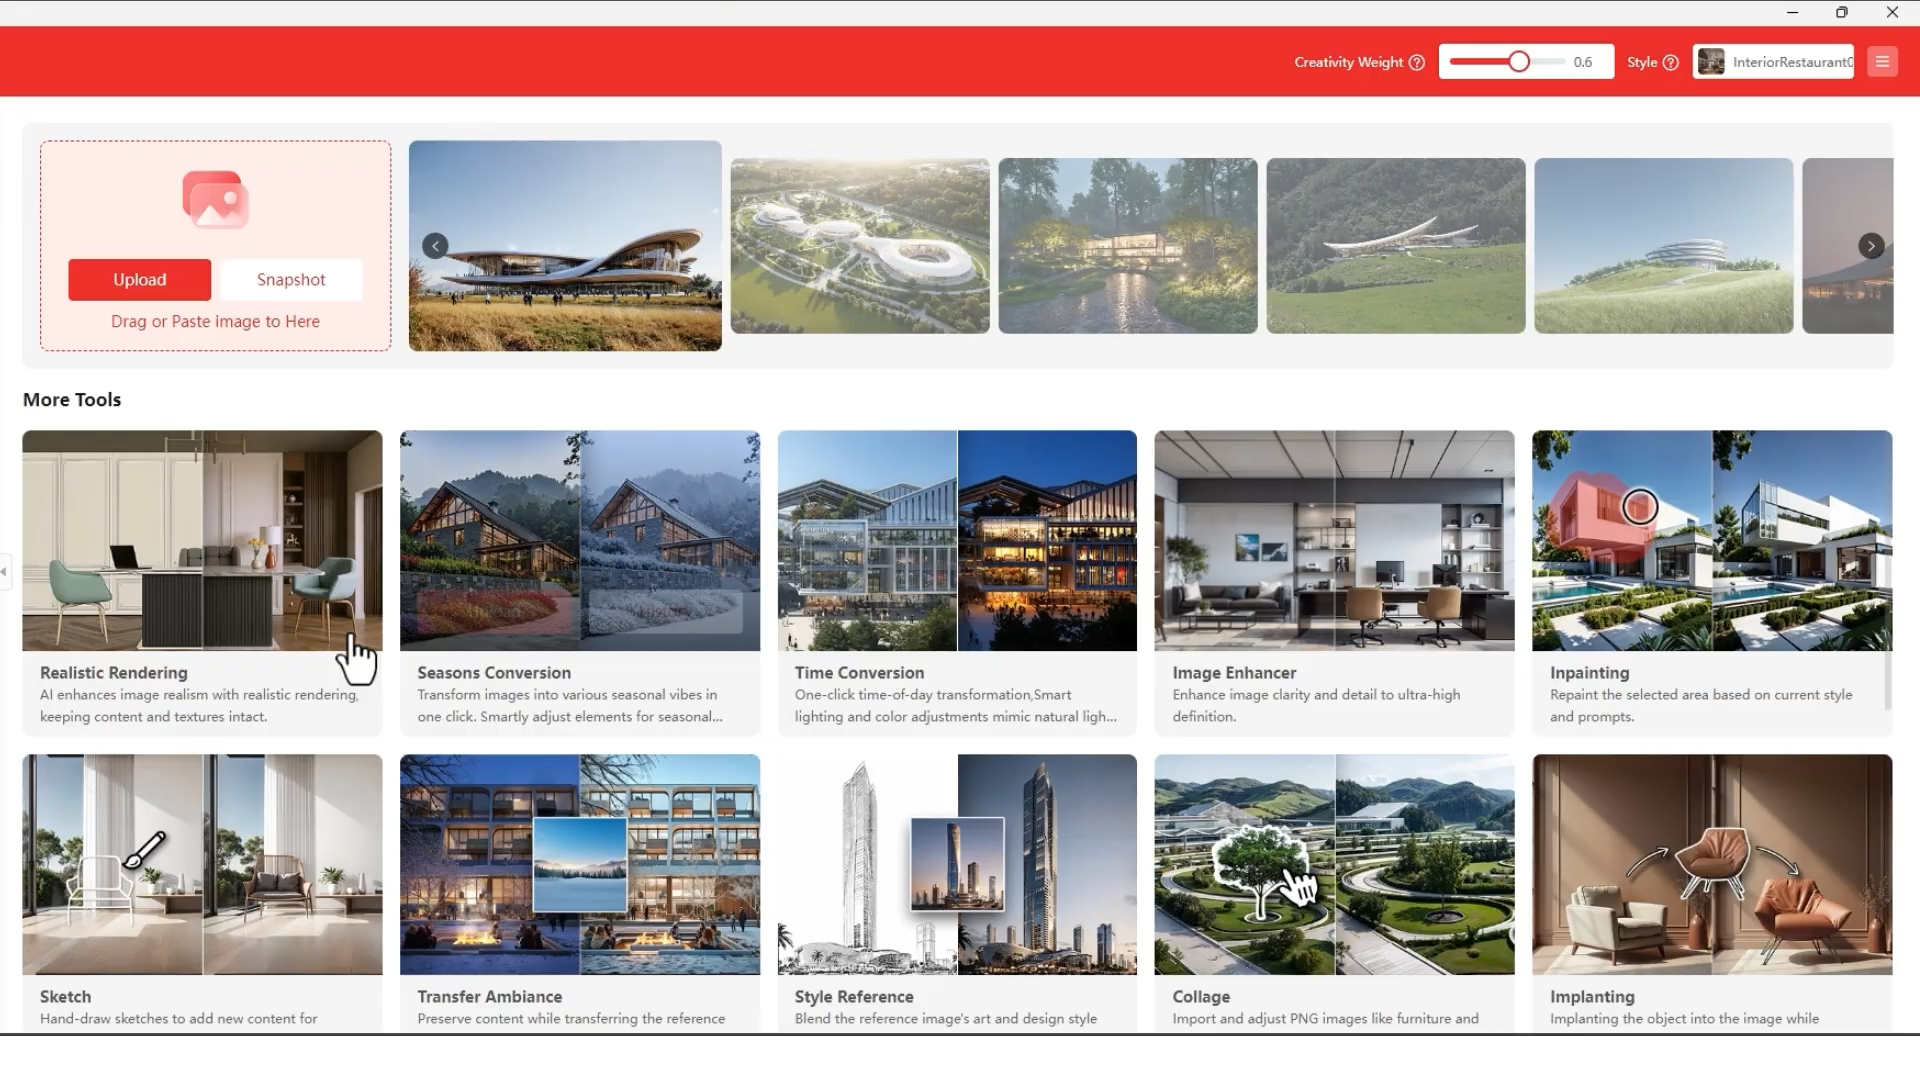 Creativity Weight ? 0.6 Style ? InteriorRestaurant0
Upload Snapshot
Drag or Paste image to Here
More Tools
Realistic Rendering
AI enhances image realism with realistic rendering,
keeping content and textures intact.
Seasons Conversion
Transform images into various seasonal vibes in
one click. Smartly adjust elements for seasonal...
Time Conversion
One-click time-of-day transformation,Smart
lighting and color adjustments mimic natural ligh...
Image Enhancer
Enhance image clarity and detail to ultra-high
definition.
Inpainting
Repaint the selected area based on current style
and prompts.
Sketch
Hand-draw sketches to add new content for
Transfer Ambiance
Preserve content while transferring the reference
Style Reference
Blend the reference image's art and design style
Collage
Import and adjust PNG images like furniture and
Implanting
Implanting the object into the image while